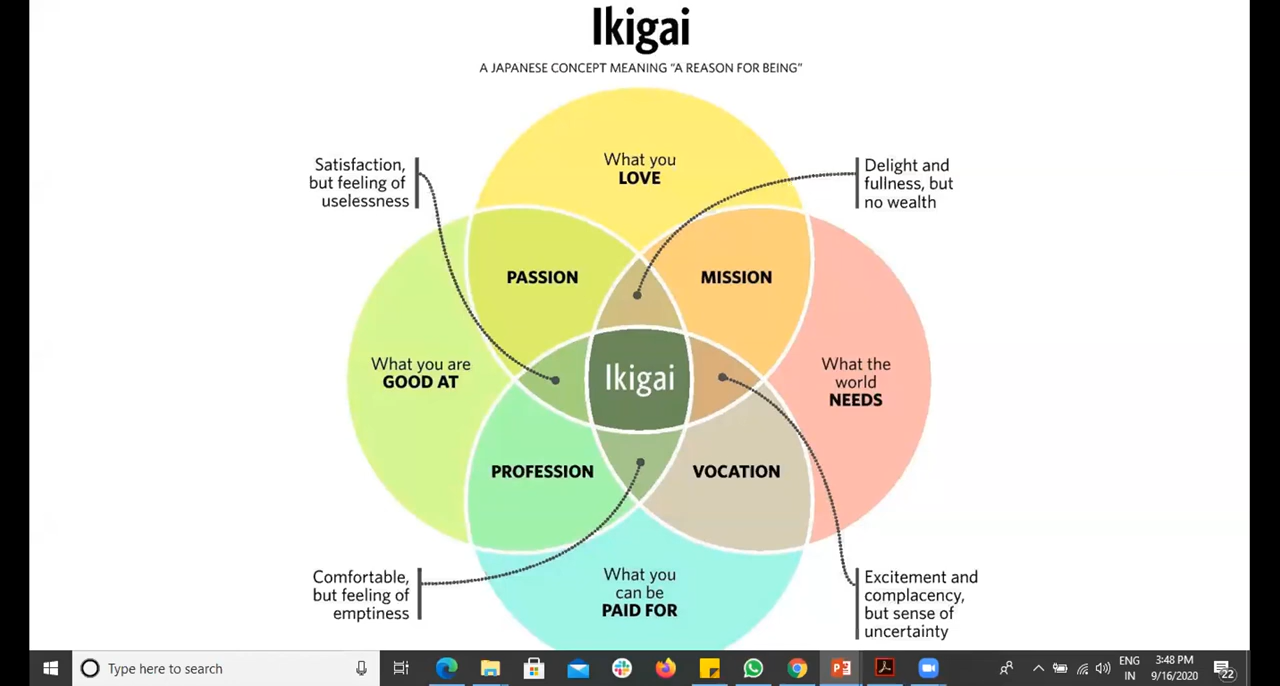 Ikigai
A JAPANESE CONCEPT MEANING "A REASON FOR BEING"
What you
LOVE
Satisfaction,
but feeling of
uselessness
Delight and
fullness, but
no wealth
PASSION
MISSION
What you are
GOOD AT
Ikigai
What the
world
NEEDS
PROFESSION
VOCATION
Comfortable,
but feeling of
emptiness
What you
can be
PAID FOR
Excitement and
complacency,
but sense of
uncertainty
Type here to search
ENG
IN
3:48 PM
9/16/2020
22